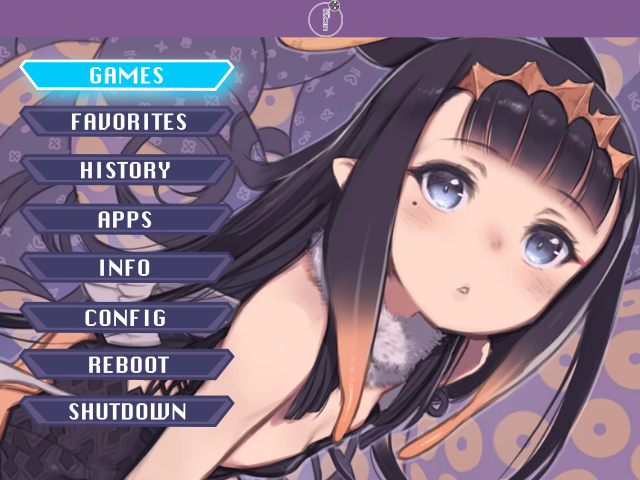 GAMES
FAVORITES
HISTORY
APPS
INFO
CONFIG
REBOOT
SHUTDOWN